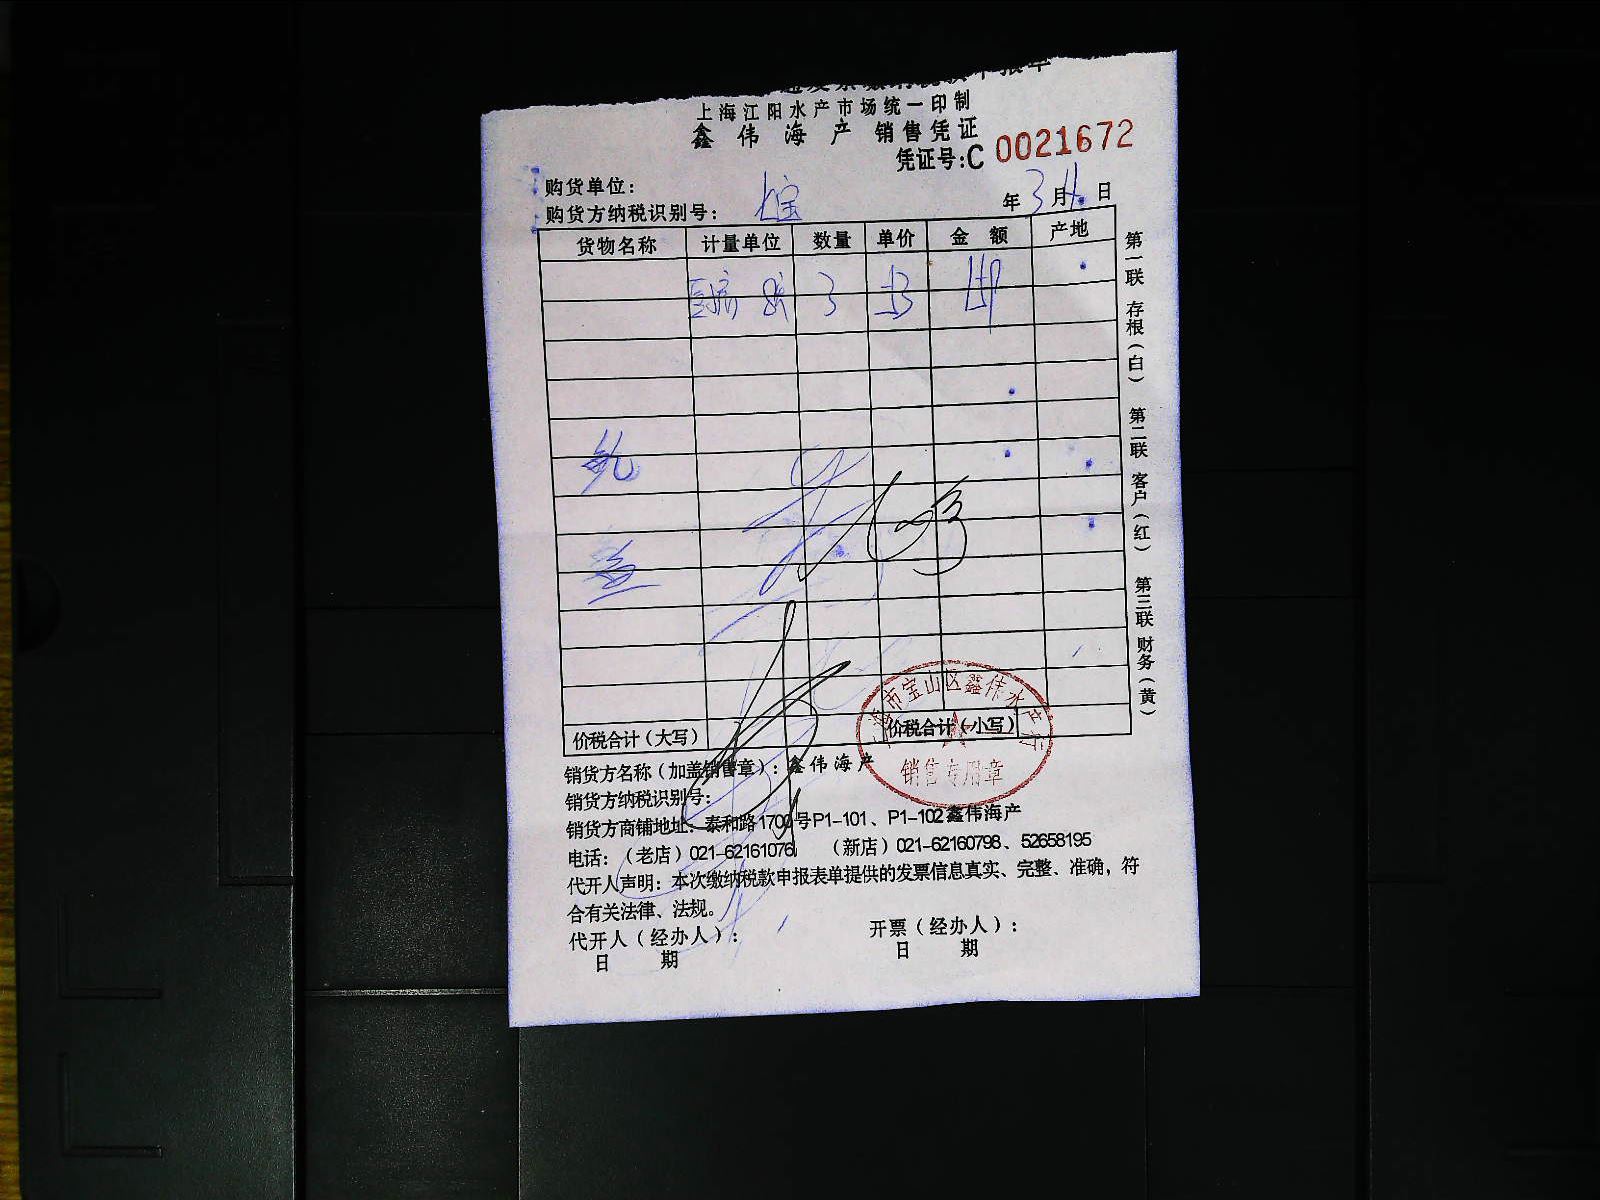 上海江阳水产市场统一印制
鑫伟海产 销售凭证
凭证号:C 0021672
购货单位:
购货方纳税识别号:
年 3月 日
货物名称 计量单位 数量 单价 金额 产地
3
价税合计(大写) 价税合计(小写)
销货方名称(加盖销售章):鑫伟海产
销货方纳税识别号:
销货方商铺地址:泰和路1700号P1-101、P1-102鑫伟海产
电话:(老店)021-62161076 (新店)021-62160798、52658195
代开人声明:本次缴纳税款申报表单提供的发票信息真实、完整、准确,符
合有关法律、法规。
代开人(经办人): 开票(经办人):
日期 日期
第一联 存根(白) 第二联 客户(红) 第三联 财务(黄)
上海市宝山区鑫伟水产行
销售专用章